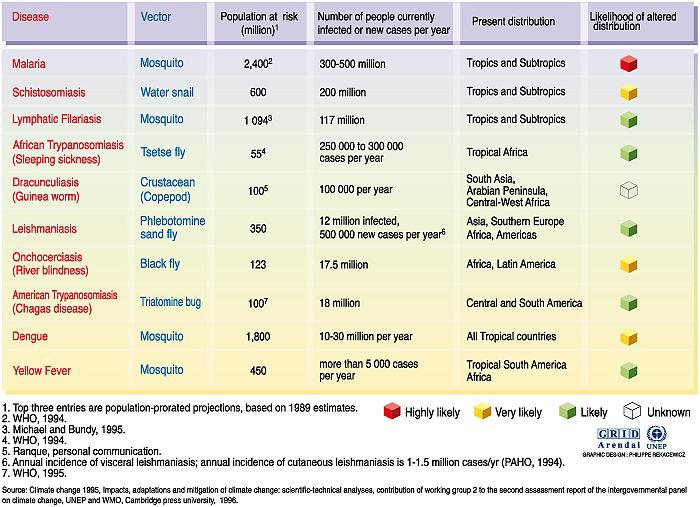 Disease Vector Population at risk (million)1 Number of people currently infected or new cases per year Present distribution Likelihood of altered distribution
Malaria Mosquito 2,4002 300-500 million Tropics and Subtropics
Schistosomiasis Water snail 600 200 million Tropics and Subtropics
Lymphatic Filariasis Mosquito 1 0943 117 million Tropics and Subtropics
African Trypanosomiasis (Sleeping sickness) Tsetse fly 554 250 000 to 300 000 cases per year Tropical Africa
Dracunculiasis (Guinea worm) Crustacean (Copepod) 1005 100 000 per year South Asia, Arabian Peninsula, Central-West Africa
Leishmaniasis Phlebotomine sand fly 350 12 million infected, 500 000 new cases per year6 Asia, Southern Europe Africa, Americas
Onchocerciasis (River blindness) Black fly 123 17.5 million Africa, Latin America
American Trypanosomiasis (Chagas disease) Triatomine bug 1007 18 million Central and South America
Dengue Mosquito 1,800 10-30 million per year All Tropical countries
Yellow Fever Mosquito 450 more than 5 000 cases per year Tropical South America Africa
1. Top three entries are population-prorated projections, based on 1989 estimates.
2. WHO, 1994.
3. Michael and Bundy, 1995.
4. WHO, 1994.
5. Ranque, personal communication.
6. Annual incidence of visceral leishmaniasis; annual incidence of cutaneous leishmaniasis is 1-1.5 million cases/yr (PAHO, 1994).
7. WHO, 1995.
Highly likely Very likely Likely Unknown
G R I D
Arendal UNEP
GRAPHIC DESIGN : PHILIPPE REKACEWICZ
Source: Climate change 1995, Impacts, adaptations and mitigation of climate change: scientific-technical analyses, contribution of working group 2 to the second assessment report of the intergovernmental panel
on climate change, UNEP and WMO, Cambridge press university, 1996.